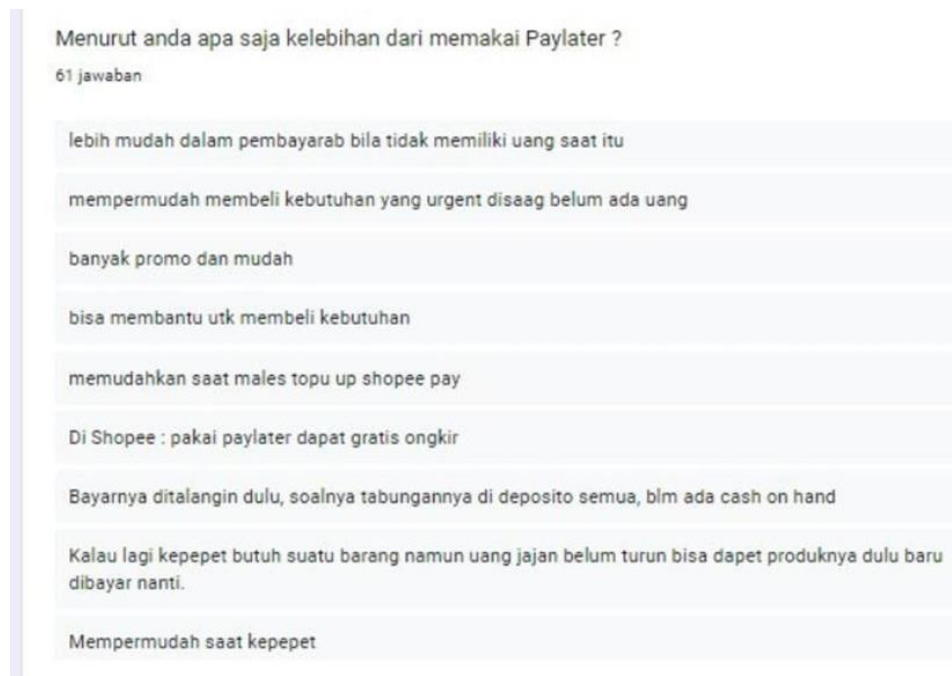 Menurut anda apa saja kelebihan dari memakai Paylater ?
61 jawaban
lebih mudah dalam pembayarab bila tidak memiliki uang saat itu
mempermudah membeli kebutuhan yang urgent disaag belum ada uang
banyak promo dan mudah
bisa membantu utk membeli kebutuhan
memudahkan saat males topu up shopee pay
Di Shopee : pakai paylater dapat gratis ongkir
Bayarnya ditalangin dulu, soalnya tabungannya di deposito semua, blm ada cash on hand
Kalau lagi kepepet butuh suatu barang namun uang jajan belum turun bisa dapet produknya dulu baru
dibayar nanti.
Mempermudah saat kepepet